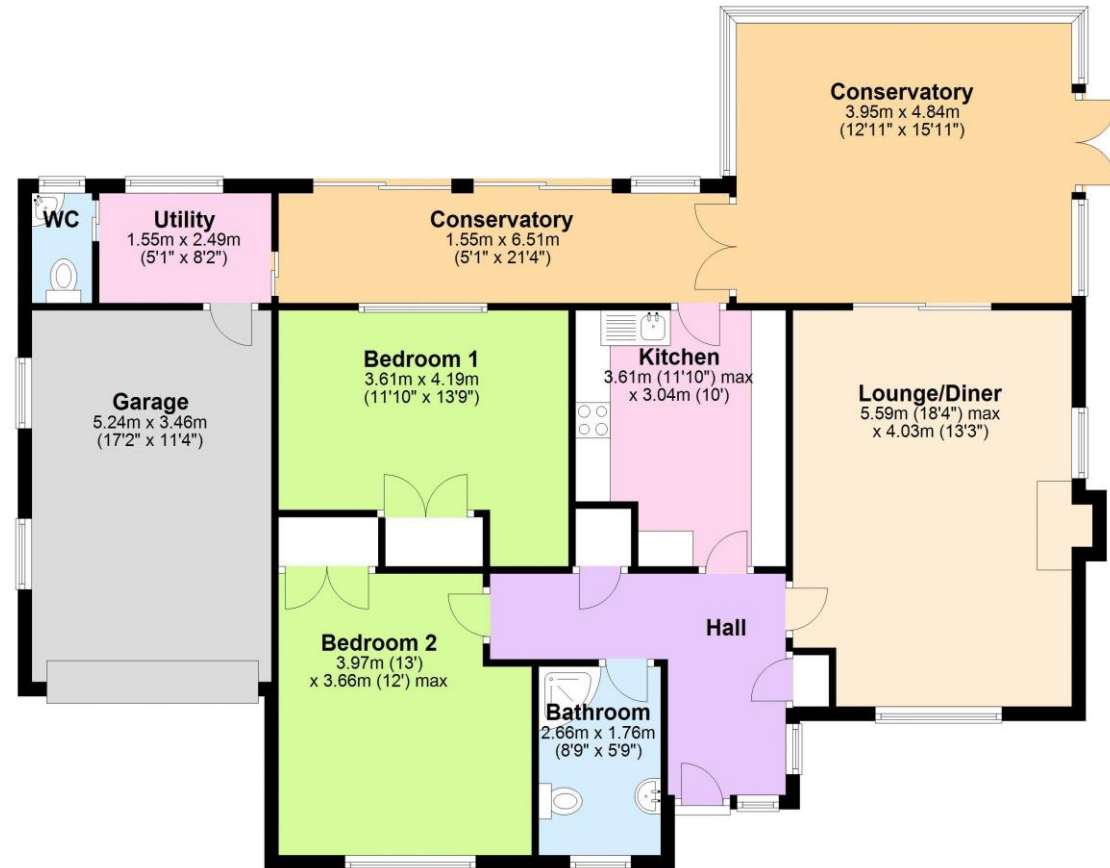 Conservatory
3.95m x 4.84m
(12'11" x 15'11")
WC
Utility
1.55m x 2.49m
(5'1" x 8'2")
Conservatory
1.55m x 6.51m
(5'1" x 21'4")
Garage
5.24m x 3.46m
(17'2" x 11'4")
Bedroom 1
3.61m x 4.19m
(11'10" x 13'9")
Kitchen
3.61m (11'10") max
x 3.04m (10')
Lounge/Diner
5.59m (18'4") max
x 4.03m (13'3")
Bedroom 2
3.97m (13')
x 3.66m (12') max
Hall
Bathroom
2.66m x 1.76m
(8'9" x 5'9")